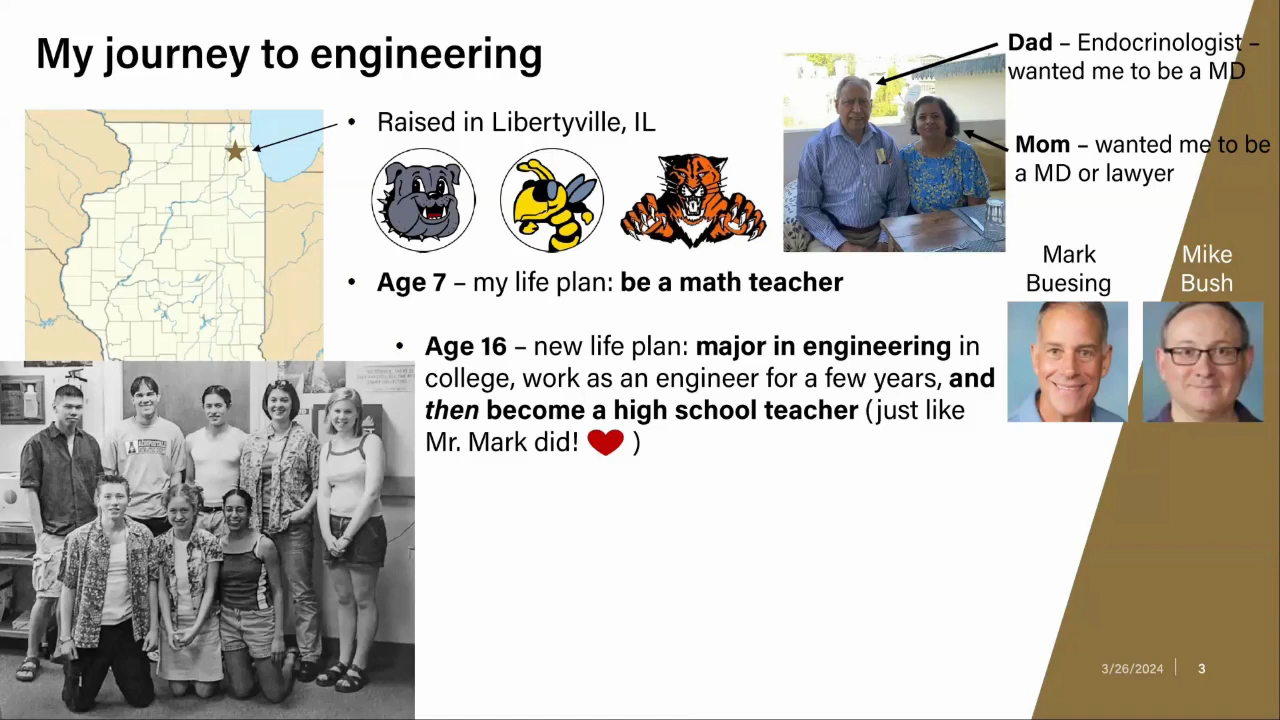 My journey to engineering
Dad – Endocrinologist –
wanted me to be a MD
• Raised in Libertyville, IL
Mom – wanted me to be
a MD or lawyer
Mark
Buesing
Mike
Bush
• Age 7 – my life plan: be a math teacher
• Age 16 – new life plan: major in engineering in
college, work as an engineer for a few years, and
then become a high school teacher (just like
Mr. Mark did! )
3/26/2024
3